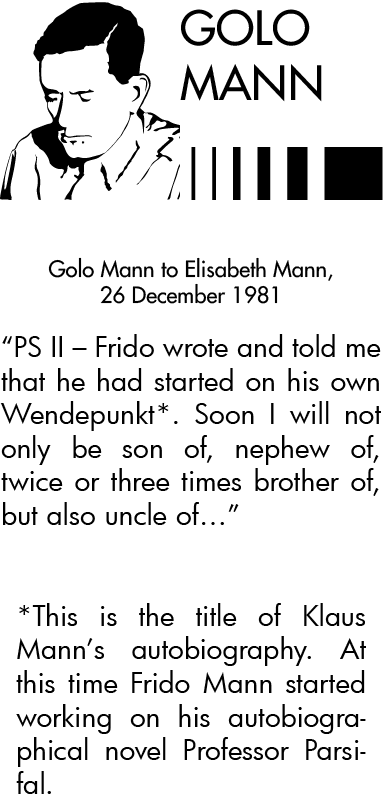 GOLO
MANN
Golo Mann to Elisabeth Mann,
26 December 1981
“PS II – Frido wrote and told me
that he had started on his own
Wendepunkt*. Soon I will not
only be son of, nephew of,
twice or three times brother of,
but also uncle of…”
*This is the title of Klaus
Mann’s autobiography. At
this time Frido Mann started
working on his autobiogra-
phical novel Professor Parsi-
fal.